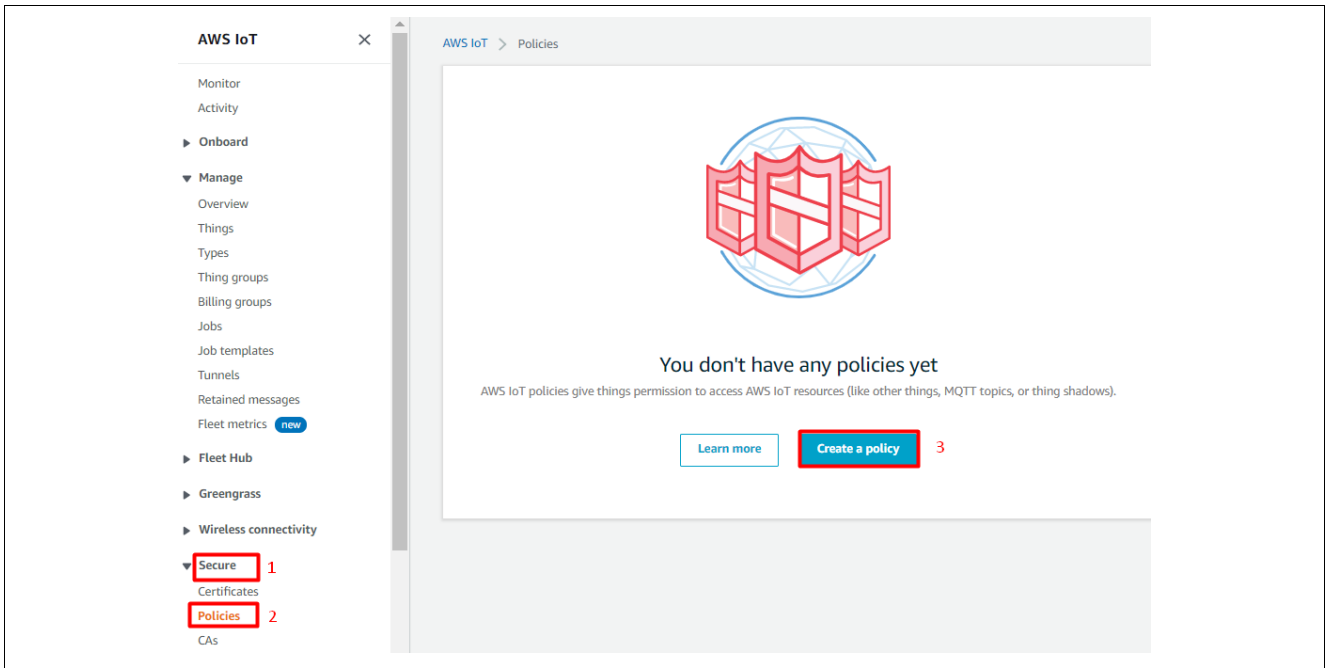 AWS IoT
Monitor
Activity
Onboard
Manage
Overview
Things
Types
Thing groups
Billing groups
Jobs
Job templates
Tunnels
Retained messages
Fleet metrics new
Fleet Hub
Greengrass
Wireless connectivity
Secure 1
Certificates
Policies 2
CAs
AWS IoT > Policies
You don't have any policies yet
AWS IoT policies give things permission to access AWS IoT resources (like other things, MQTT topics, or thing shadows).
Learn more Create a policy 3